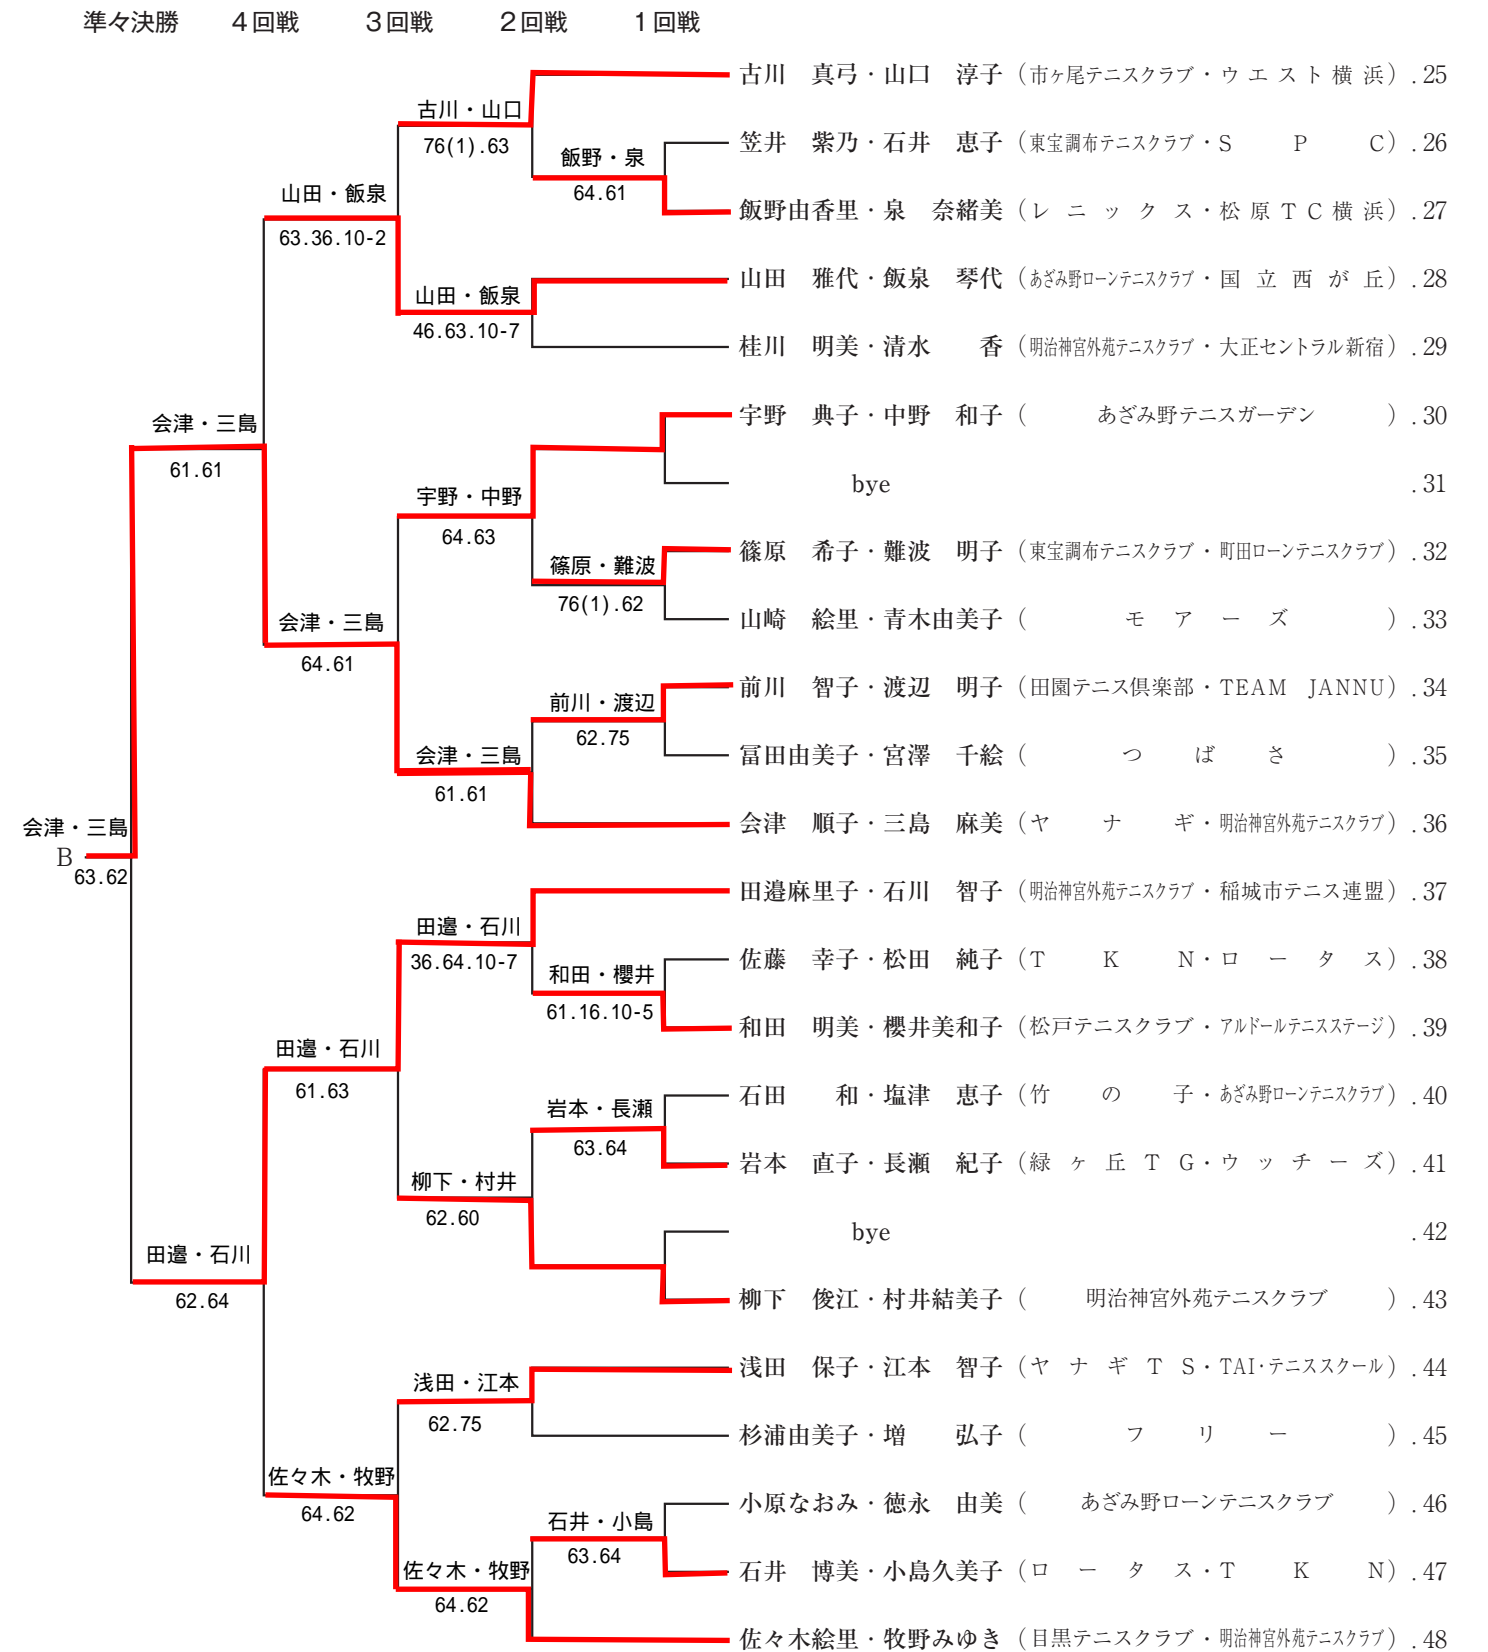 準々決勝 4回戦 3回戦 2回戦 1回戦
古川 真弓・山口 淳子（市ヶ尾テニスクラブ・ウエスト横浜）.25
古川・山口
76(1).63
笠井 紫乃・石井 恵子（東宝調布テニスクラブ・S P C）.26
飯野・泉
64.61
飯野由香里・泉 奈緒美（レニックス・松原TC横浜）.27
山田・飯泉
63.36.10-2
山田 雅代・飯泉 琴代（あざみ野ローンテニスクラブ・国立西が丘）.28
山田・飯泉
46.63.10-7
桂川 明美・清水 香（明治神宮外苑テニスクラブ・大正セントラル新宿）.29
会津・三島
61.61
宇野 典子・中野 和子（あざみ野テニスガーデン）.30
bye .31
宇野・中野
64.63
篠原 希子・難波 明子（東宝調布テニスクラブ・町田ローンテニスクラブ）.32
篠原・難波
76(1).62
山崎 絵里・青木由美子（モアーズ）.33
会津・三島
64.61
前川 智子・渡辺 明子（田園テニス倶楽部・TEAM JANNU）.34
前川・渡辺
62.75
冨田由美子・宮澤 千絵（つばさ）.35
会津・三島
61.61
会津 順子・三島 麻美（ヤナギ・明治神宮外苑テニスクラブ）.36
会津・三島
B
63.62
田邉麻里子・石川 智子（明治神宮外苑テニスクラブ・稲城市テニス連盟）.37
田邉・石川
36.64.10-7
佐藤 幸子・松田 純子（T K N・ロータス）.38
和田・櫻井
61.16.10-5
和田 明美・櫻井美和子（松戸テニスクラブ・アルドールテニスステージ）.39
田邉・石川
61.63
石田 和・塩津 恵子（竹の子・あざみ野ローンテニスクラブ）.40
岩本・長瀬
63.64
岩本 直子・長瀬 紀子（緑ヶ丘TG・ウッチーズ）.41
柳下・村井
62.60
bye .42
田邉・石川
62.64
柳下 俊江・村井結美子（明治神宮外苑テニスクラブ）.43
浅田 保子・江本 智子（ヤナギTS・TAI・テニススクール）.44
浅田・江本
62.75
杉浦由美子・増 弘子（フリー）.45
佐々木・牧野
64.62
小原なおみ・徳永 由美（あざみ野ローンテニスクラブ）.46
石井・小島
63.64
石井 博美・小島久美子（ロータス・T K N）.47
佐々木・牧野
64.62
佐々木絵里・牧野みゆき（目黒テニスクラブ・明治神宮外苑テニスクラブ）.48